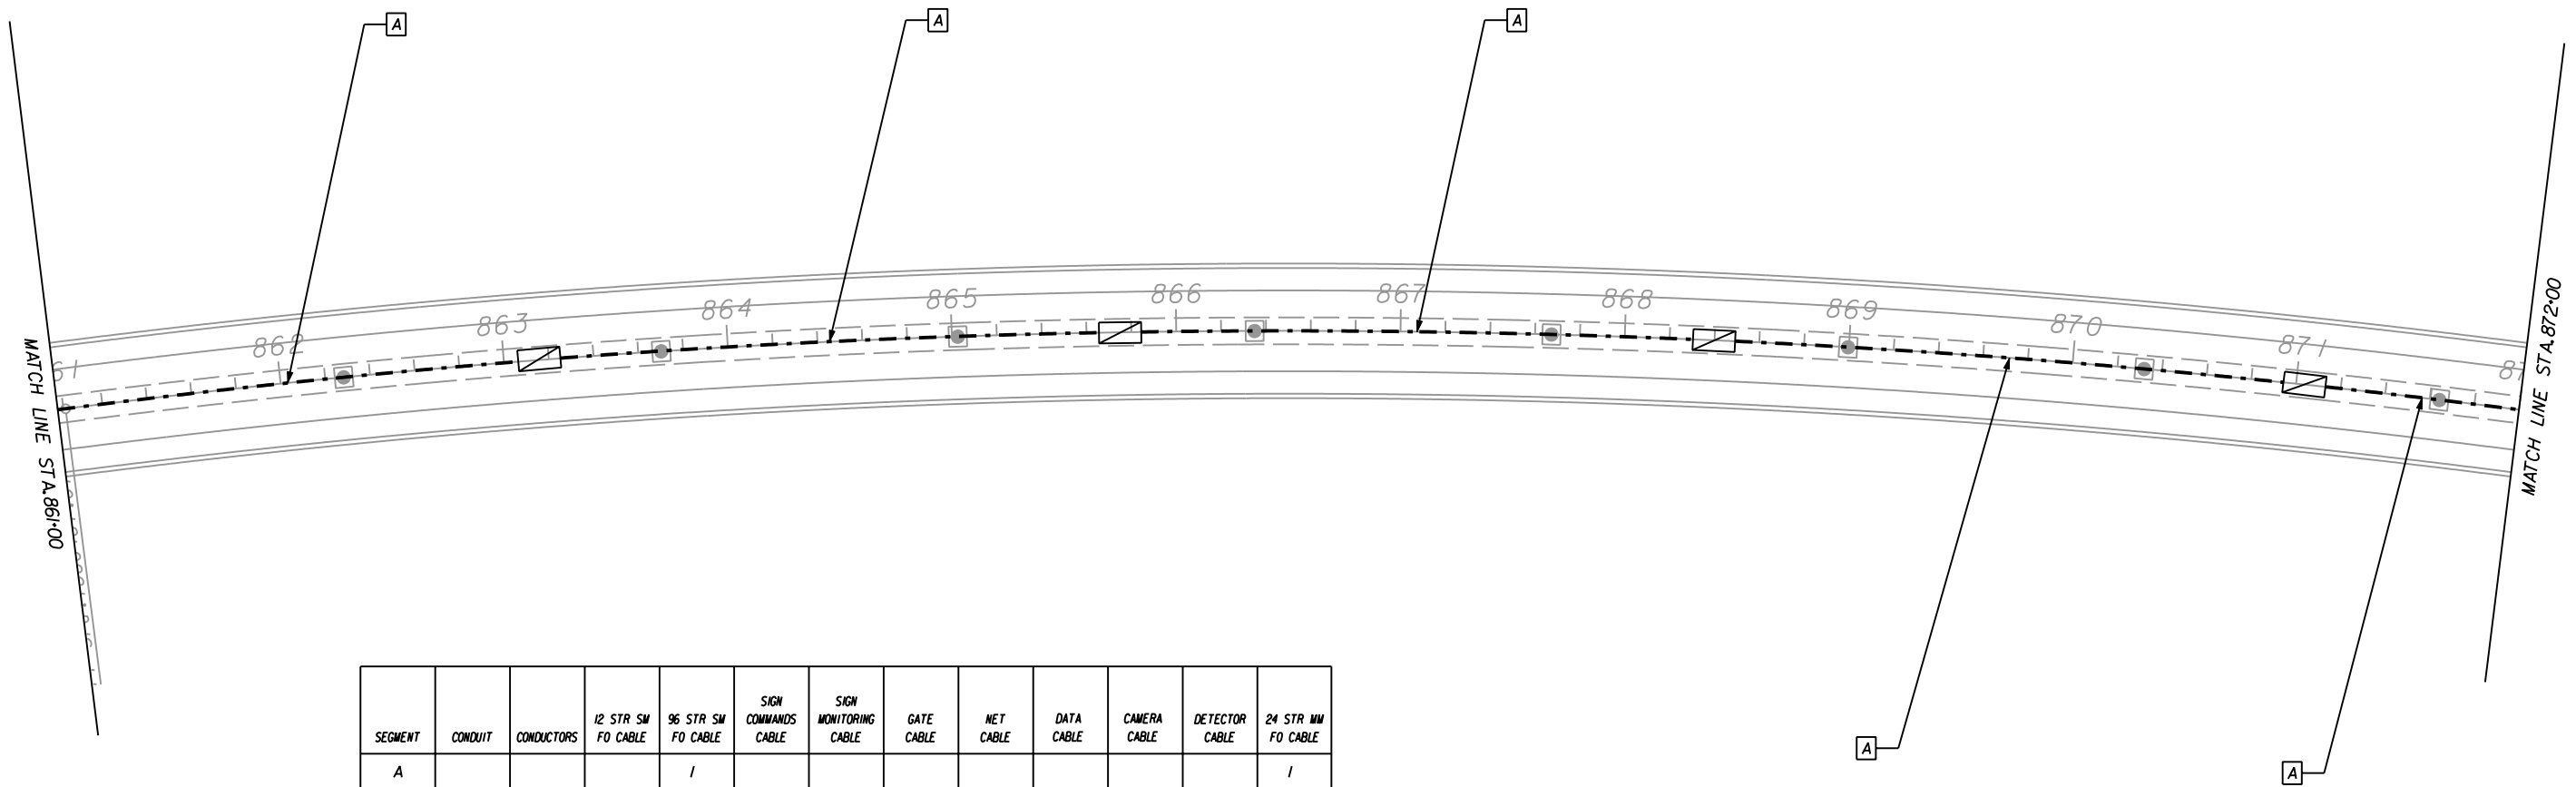 A A A
862 863 864 865 866 867 868 869 870 871
MATCH LINE STA.861+00
MATCH LINE STA.872+00
A
A
SEGMENT
CONDUIT
CONDUCTORS
12 STR SM
FO CABLE
96 STR SM
FO CABLE
SIGN
COMMANDS
CABLE
SIGN
MONITORING
CABLE
GATE
CABLE
NET
CABLE
DATA
CABLE
CAMERA
CABLE
DETECTOR
CABLE
24 STR MM
FO CABLE
A 1 1